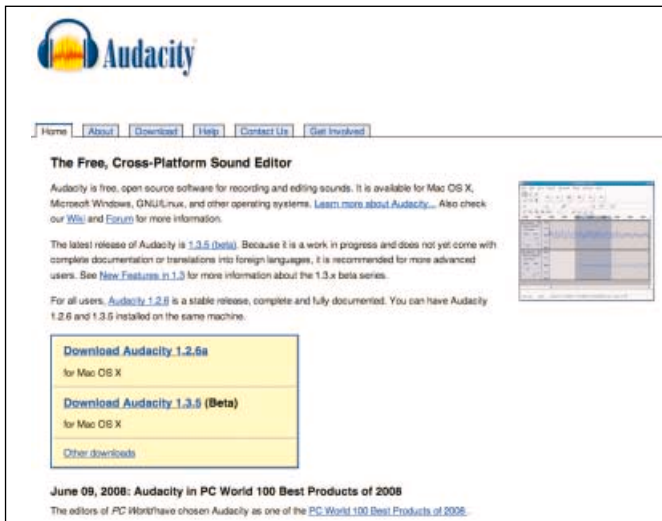 Audacity
Home About Download Help Contact Us Get Involved
The Free, Cross-Platform Sound Editor
Audacity is free, open source software for recording and editing sounds. It is available for Mac OS X,
Microsoft Windows, GNU/Linux, and other operating systems. Learn more about Audacity... Also check
our Wiki and Forum for more information.
The latest release of Audacity is 1.3.5 (beta). Because it is a work in progress and does not yet come with
complete documentation or translations into foreign languages, it is recommended for more advanced
users. See New Features in 1.3 for more information about the 1.3.x beta series.
For all users, Audacity 1.2.6 is a stable release, complete and fully documented. You can have Audacity
1.2.6 and 1.3.5 installed on the same machine.
Download Audacity 1.2.6a
for Mac OS X
Download Audacity 1.3.5 (Beta)
for Mac OS X
Other downloads
June 09, 2008: Audacity in PC World 100 Best Products of 2008
The editors of PC World have chosen Audacity as one of the PC World 100 Best Products of 2008.